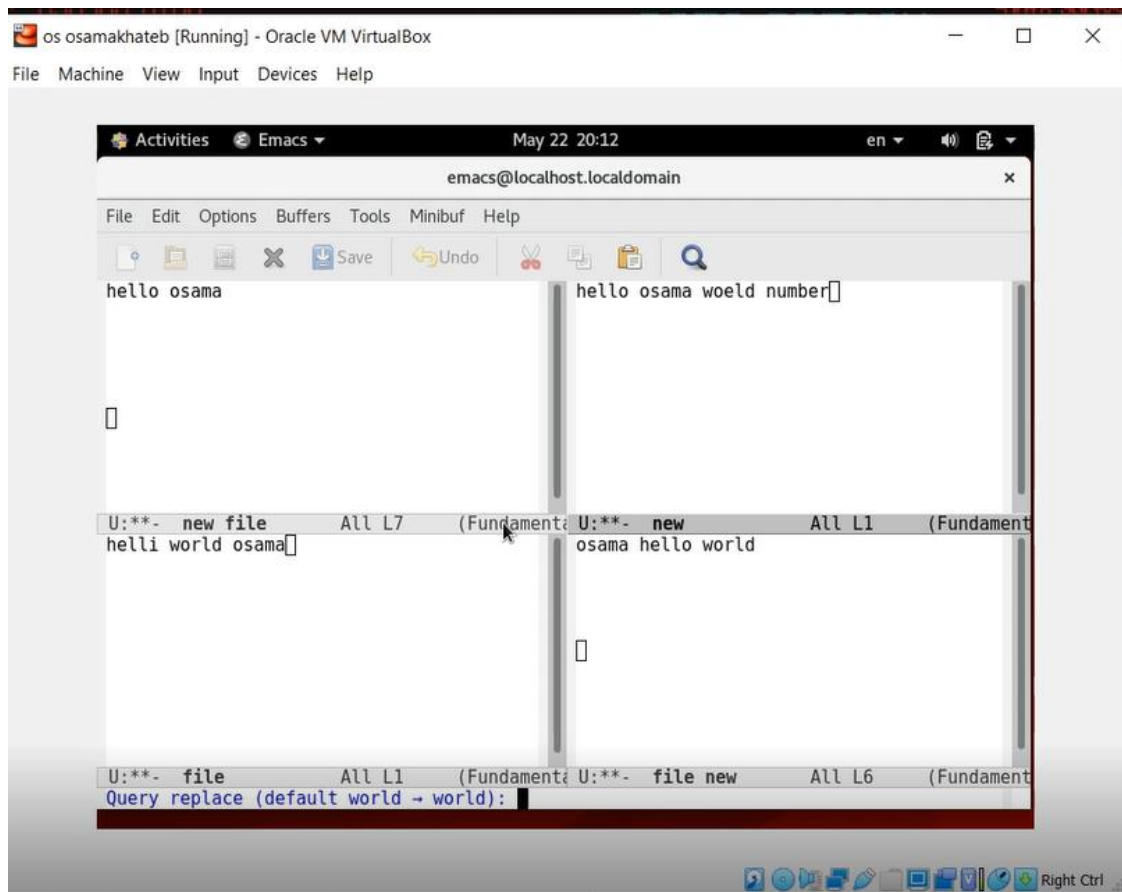 os osamakhateb [Running] - Oracle VM VirtualBox
File Machine View Input Devices Help
Activities Emacs May 22 20:12 en
emacs@localhost.localdomain
File Edit Options Buffers Tools Minibuf Help
Save Undo
hello osama
hello osama woeld number
U:**- new file All L7 (Fundamenta
U:**- new All L1 (Fundament
helli world osama
osama hello world
U:**- file All L1 (Fundamenta
U:**- file new All L6 (Fundament
Query replace (default world → world):
Right Ctrl